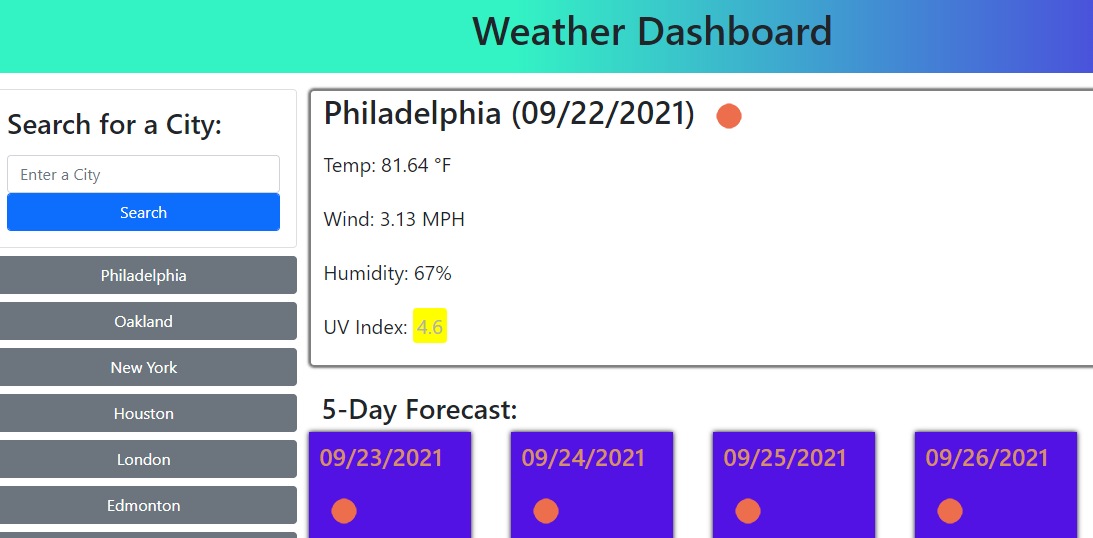 Weather Dashboard
Search for a City:
Enter a City
Search
Philadelphia
Oakland
New York
Houston
London
Edmonton
Philadelphia (09/22/2021)
Temp: 81.64 °F
Wind: 3.13 MPH
Humidity: 67%
UV Index: 4.6
5-Day Forecast:
09/23/2021
09/24/2021
09/25/2021
09/26/2021